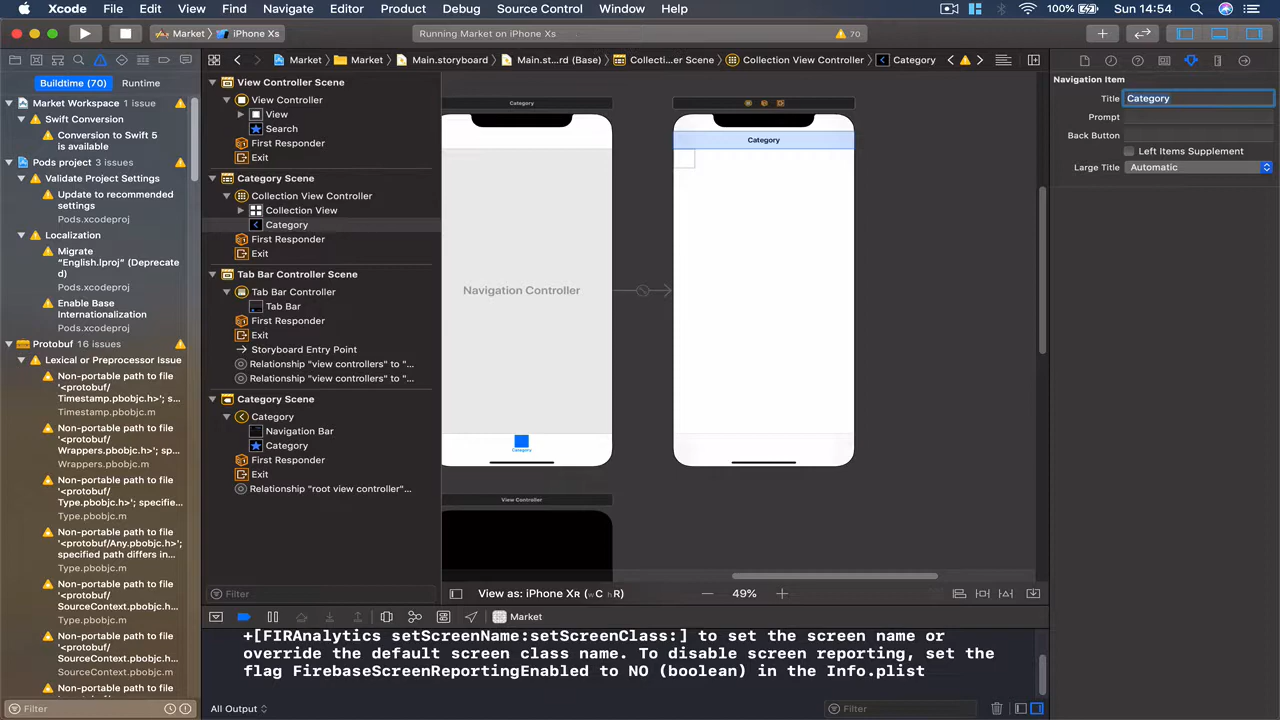 Xcode File Edit View Find Navigate Editor Product Debug Source Control Window Help 100% Sun 14:54
Market iPhone Xs Running Market on iPhone Xs 70
Market Market Main.storyboard Main.st...rd (Base) Collecti...er Scene Collection View Controller Category
Buildtime (70) Runtime
Market Workspace 1 issue
Swift Conversion
Conversion to Swift 5
is available
Pods project 3 issues
Validate Project Settings
Update to recommended
settings
Pods.xcodeproj
Localization
Migrate
"English.lproj" (Deprecate
d)
Pods.xcodeproj
Enable Base
Internationalization
Pods.xcodeproj
Protobuf 16 issues
Lexical or Preprocessor Issue
Non-portable path to file
'<protobuf/
Timestamp.pbobjc.h>'; s...
Timestamp.pbobjc.m
Non-portable path to file
'<protobuf/
Wrappers.pbobjc.h>'; sp...
Wrappers.pbobjc.m
Non-portable path to file
'<protobuf/
Type.pbobjc.h>'; specifie...
Type.pbobjc.m
Non-portable path to file
'<protobuf/Any.pbobjc.h>';
specified path differs in...
Type.pbobjc.m
Non-portable path to file
'<protobuf/
SourceContext.pbobjc.h...
Type.pbobjc.m
Non-portable path to file
'<protobuf/
SourceContext.pbobjc.h...
SourceContext.pbobjc.m
Non-portable path to file
Filter
View Controller Scene
View Controller
View
Search
First Responder
Exit
Category Scene
Collection View Controller
Collection View
Category
First Responder
Exit
Tab Bar Controller Scene
Tab Bar Controller
Tab Bar
First Responder
Exit
Storyboard Entry Point
Relationship "view controllers" to "...
Relationship "view controllers" to "...
Category Scene
Category
Navigation Bar
Category
First Responder
Exit
Relationship "root view controller"...
Filter
Category
Navigation Controller
Category
Category
View Controller
View as: iPhone XR (wC hR) 49%
Market
+[FIRAnalytics setScreenName:setScreenClass:] to set the screen name or
override the default screen class name. To disable screen reporting, set the
flag FirebaseScreenReportingEnabled to NO (boolean) in the Info.plist
All Output Filter
Navigation Item
Title Category
Prompt
Back Button
Left Items Supplement
Large Title Automatic